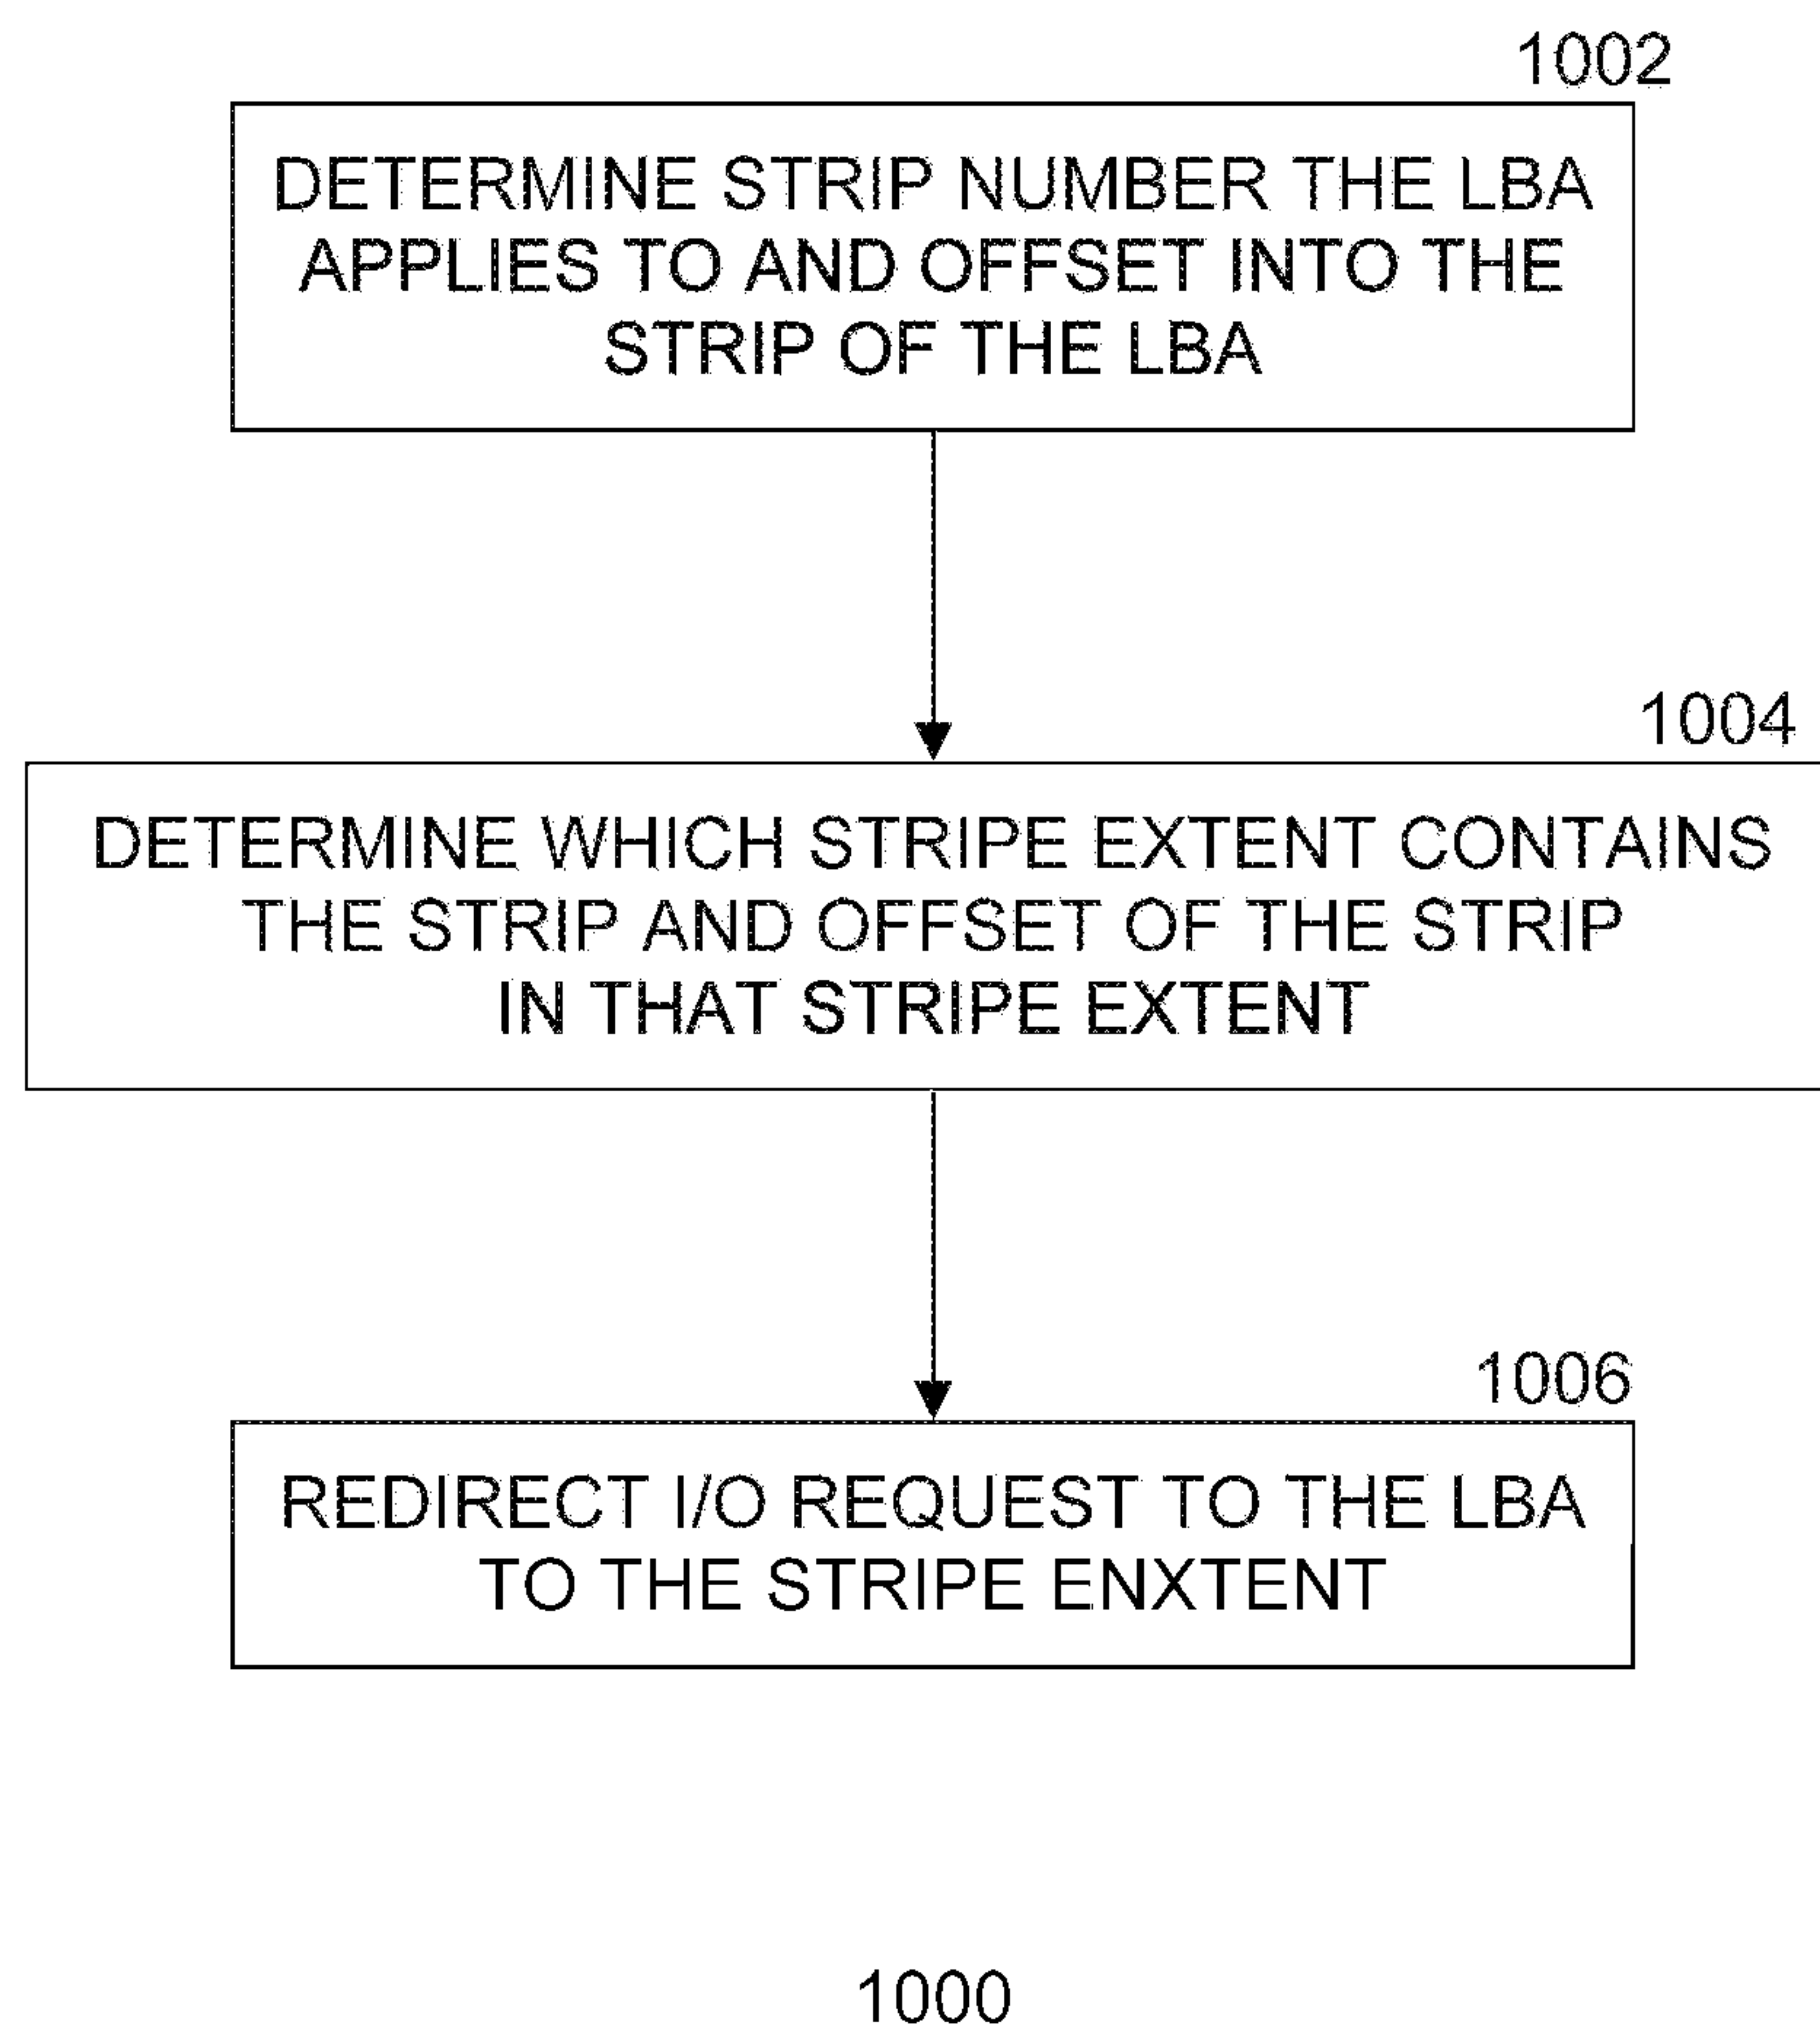 1002
DETERMINE STRIP NUMBER THE LBA
APPLIES TO AND OFFSET INTO THE
STRIP OF THE LBA
1004
DETERMINE WHICH STRIPE EXTENT CONTAINS
THE STRIP AND OFFSET OF THE STRIP
IN THAT STRIPE EXTENT
1006
REDIRECT I/O REQUEST TO THE LBA
TO THE STRIPE ENXTENT
1000